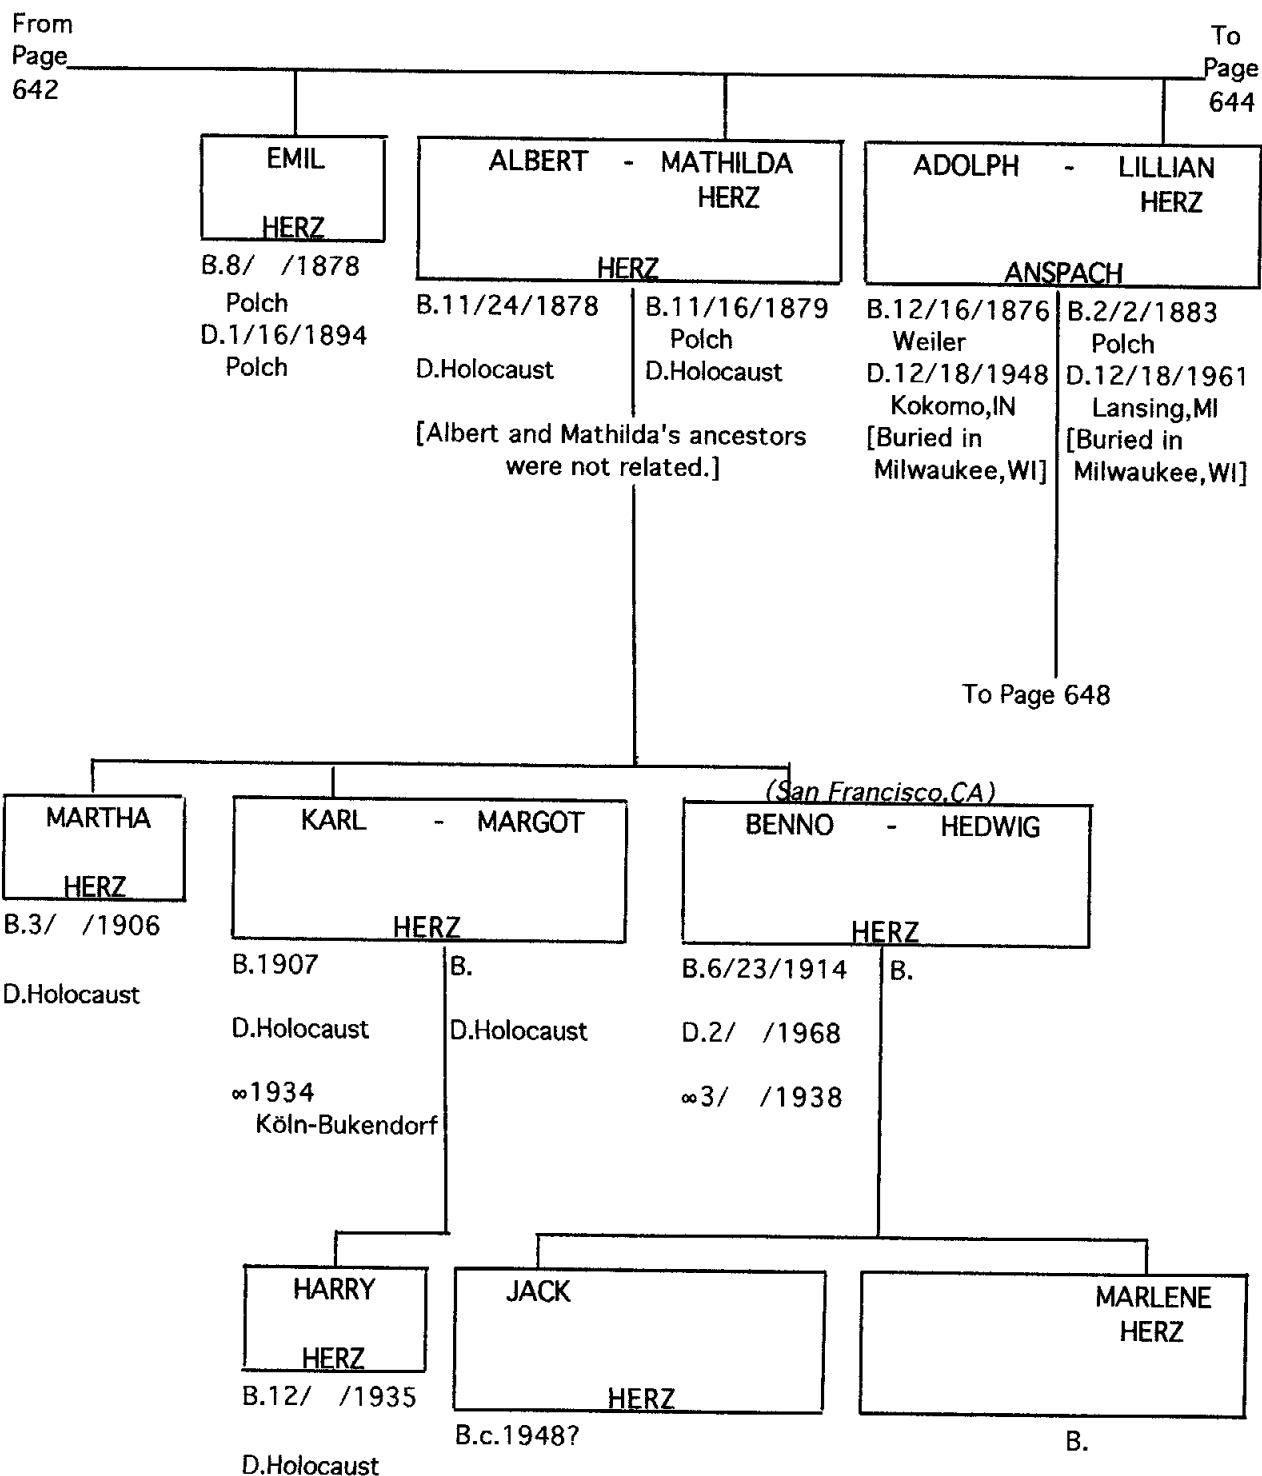 From
Page
642
To
Page
644
EMIL
HERZ
B.8/ /1878
Polch
D.1/16/1894
Polch
ALBERT - MATHILDA
HERZ
HERZ
B.11/24/1878
D.Holocaust
B.11/16/1879
Polch
D.Holocaust
[Albert and Mathilda's ancestors
were not related.]
ADOLPH - LILLIAN
HERZ
ANSPACH
B.12/16/1876
Weiler
D.12/18/1948
Kokomo,IN
[Buried in
Milwaukee,WI]
B.2/2/1883
Polch
D.12/18/1961
Lansing,MI
[Buried in
Milwaukee,WI]
To Page 648
MARTHA
HERZ
B.3/ /1906
D.Holocaust
KARL - MARGOT
HERZ
B.1907
D.Holocaust
∞1934
Köln-Bukendorf
B.
D.Holocaust
(San Francisco,CA)
BENNO - HEDWIG
HERZ
B.6/23/1914
D.2/ /1968
∞3/ /1938
B.
HARRY
HERZ
B.12/ /1935
D.Holocaust
JACK
HERZ
B.c.1948?
MARLENE
HERZ
B.